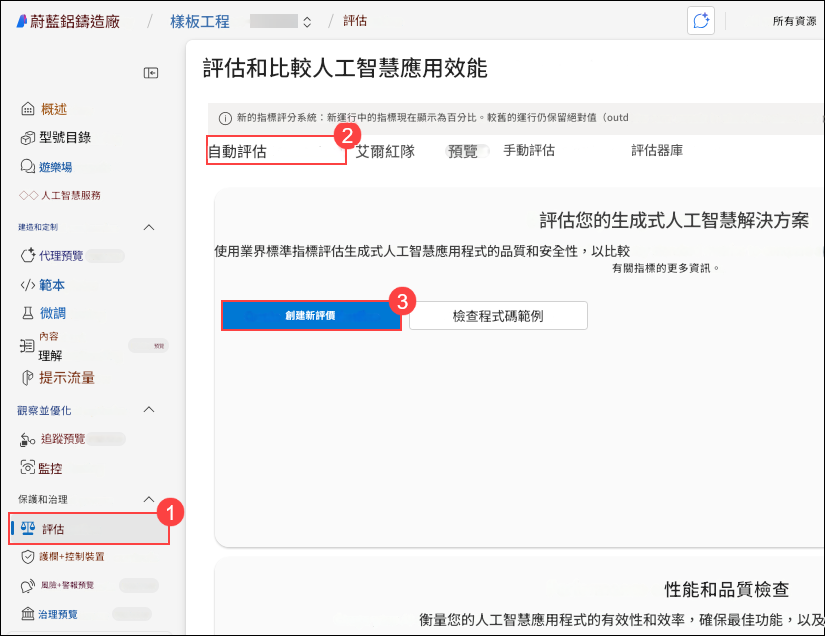 蔚藍鋁鑄造廠 / 樣板工程 / 評估
所有資源
評估和比較人工智慧應用效能
新的指標評分系統：新運行中的指標現在顯示為百分比。較舊的運行仍保留絕對值（outd
自動評估 2 艾爾紅隊 預覽 手動評估 評估器庫
概述
型號目錄
遊樂場
人工智慧服務
建造和定制
代理預覽
範本
微調
內容
理解 預覽
提示流量
觀察並優化
追蹤預覽
監控
保護和治理
1
評估
護欄+控制裝置
風險+警報預覽
治理預覽
評估您的生成式人工智慧解決方案
使用業界標準指標評估生成式人工智慧應用程式的品質和安全性，以比較
有關指標的更多資訊。
3
創建新評價 檢查程式碼範例
性能和品質檢查
衡量您的人工智慧應用程式的有效性和效率，確保最佳功能，以及